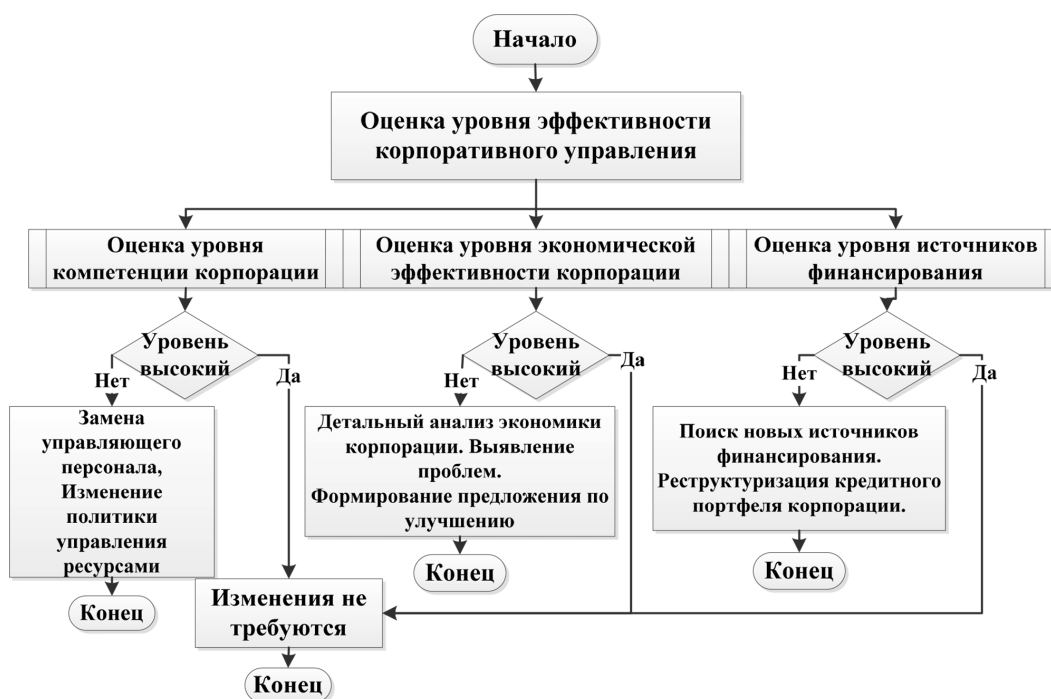 Начало
Оценка уровня эффективности
корпоративного управления
Оценка уровня
компетенции корпорации
Оценка уровня экономической
эффективности корпорации
Оценка уровня источников
финансирования
Уровень
высокий
Нет
Да
Уровень
высокий
Нет
Да
Уровень
высокий
Нет
Да
Замена
управляющего
персонала,
Изменение
политики
управления
ресурсами
Детальный анализ экономики
корпорации. Выявление
проблем.
Формирование предложения по
улучшению
Поиск новых источников
финансирования.
Реструктуризация кредитного
портфеля корпорации.
Конец
Конец
Конец
Изменения не
требуются
Конец